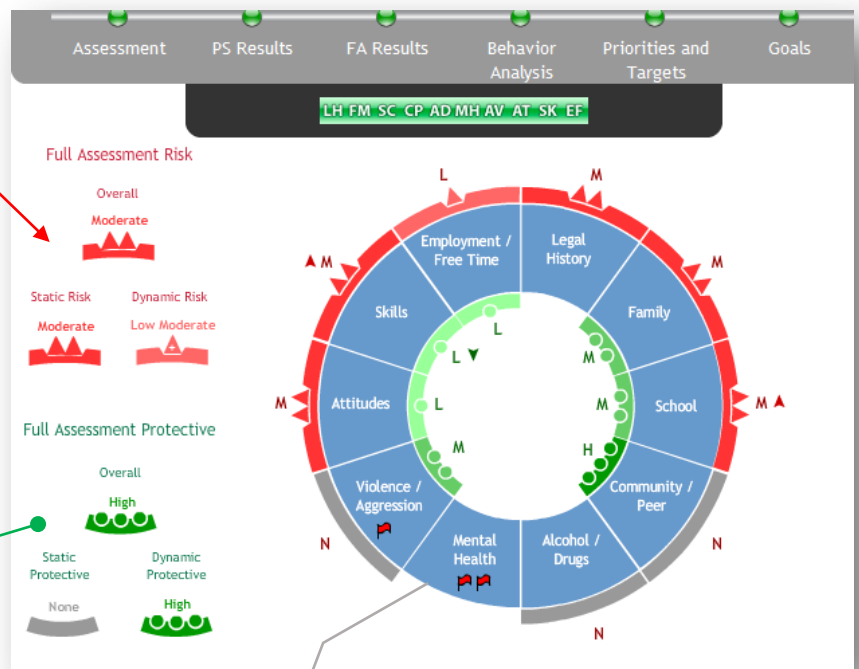 Assessment
PS Results
FA Results
Behavior
Analysis
Priorities and
Targets
Goals
LH FM SC CP AD MH AV AT SK EF
Full Assessment Risk
Overall
Moderate
Static Risk
Dynamic Risk
Moderate
Low Moderate
+
Full Assessment Protective
Overall
High
Static
Protective
Dynamic
Protective
None
High
L
M
Employment /
Free Time
Legal
History
M
M
Skills
Family
L
L
M
M
Attitudes
L
M
School
M
M
H
Violence /
Aggression
Community /
Peer
N
Mental
Health
Alcohol /
Drugs
N
N